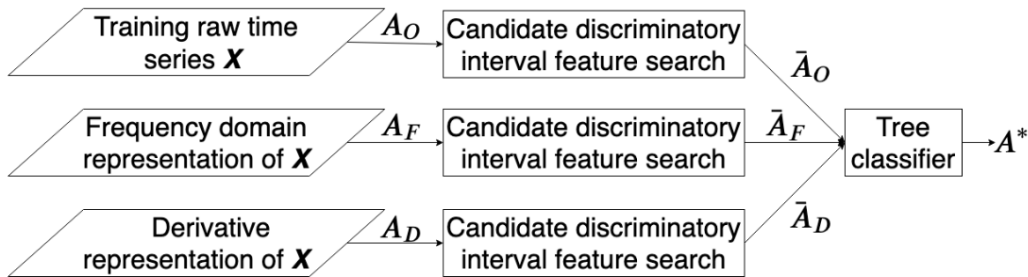 Training raw time
series X
A_O
Candidate discriminatory
interval feature search
Ā_O
Frequency domain
representation of X
A_F
Candidate discriminatory
interval feature search
Ā_F
Tree
classifier
A*
Derivative
representation of X
A_D
Candidate discriminatory
interval feature search
Ā_D